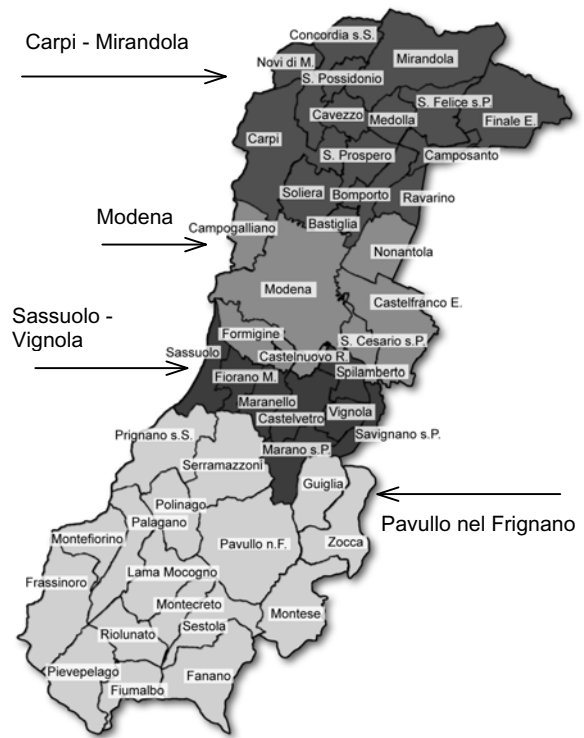 Concordia s.S.
Carpi - Mirandola
Novi di M.
Mirandola
S. Possidonio
S. Felice s.P.
Cavezzo
Medolla
Finale E.
Carpi
S. Prospero
Camposanto
Soliera
Bomporto
Ravarino
Modena
Campogalliano
Bastiglia
Nonantola
Modena
Castelfranco E.
Sassuolo -
Vignola
Formigine
S. Cesario s.P.
Sassuolo
Castelnuovo R.
Spilamberto
Fiorano M.
Maranello
Vignola
Castelvetro
Prignano s.S.
Savignano s.P.
Marano s.P.
Serramazzoni
Guiglia
Polinago
Palagano
Pavullo nel Frignano
Montefiorino
Pavullo n.F.
Zocca
Lama Mocogno
Frassinoro
Montecreto
Montese
Sestola
Riolunato
Pievepelago
Fanano
Fiumalbo